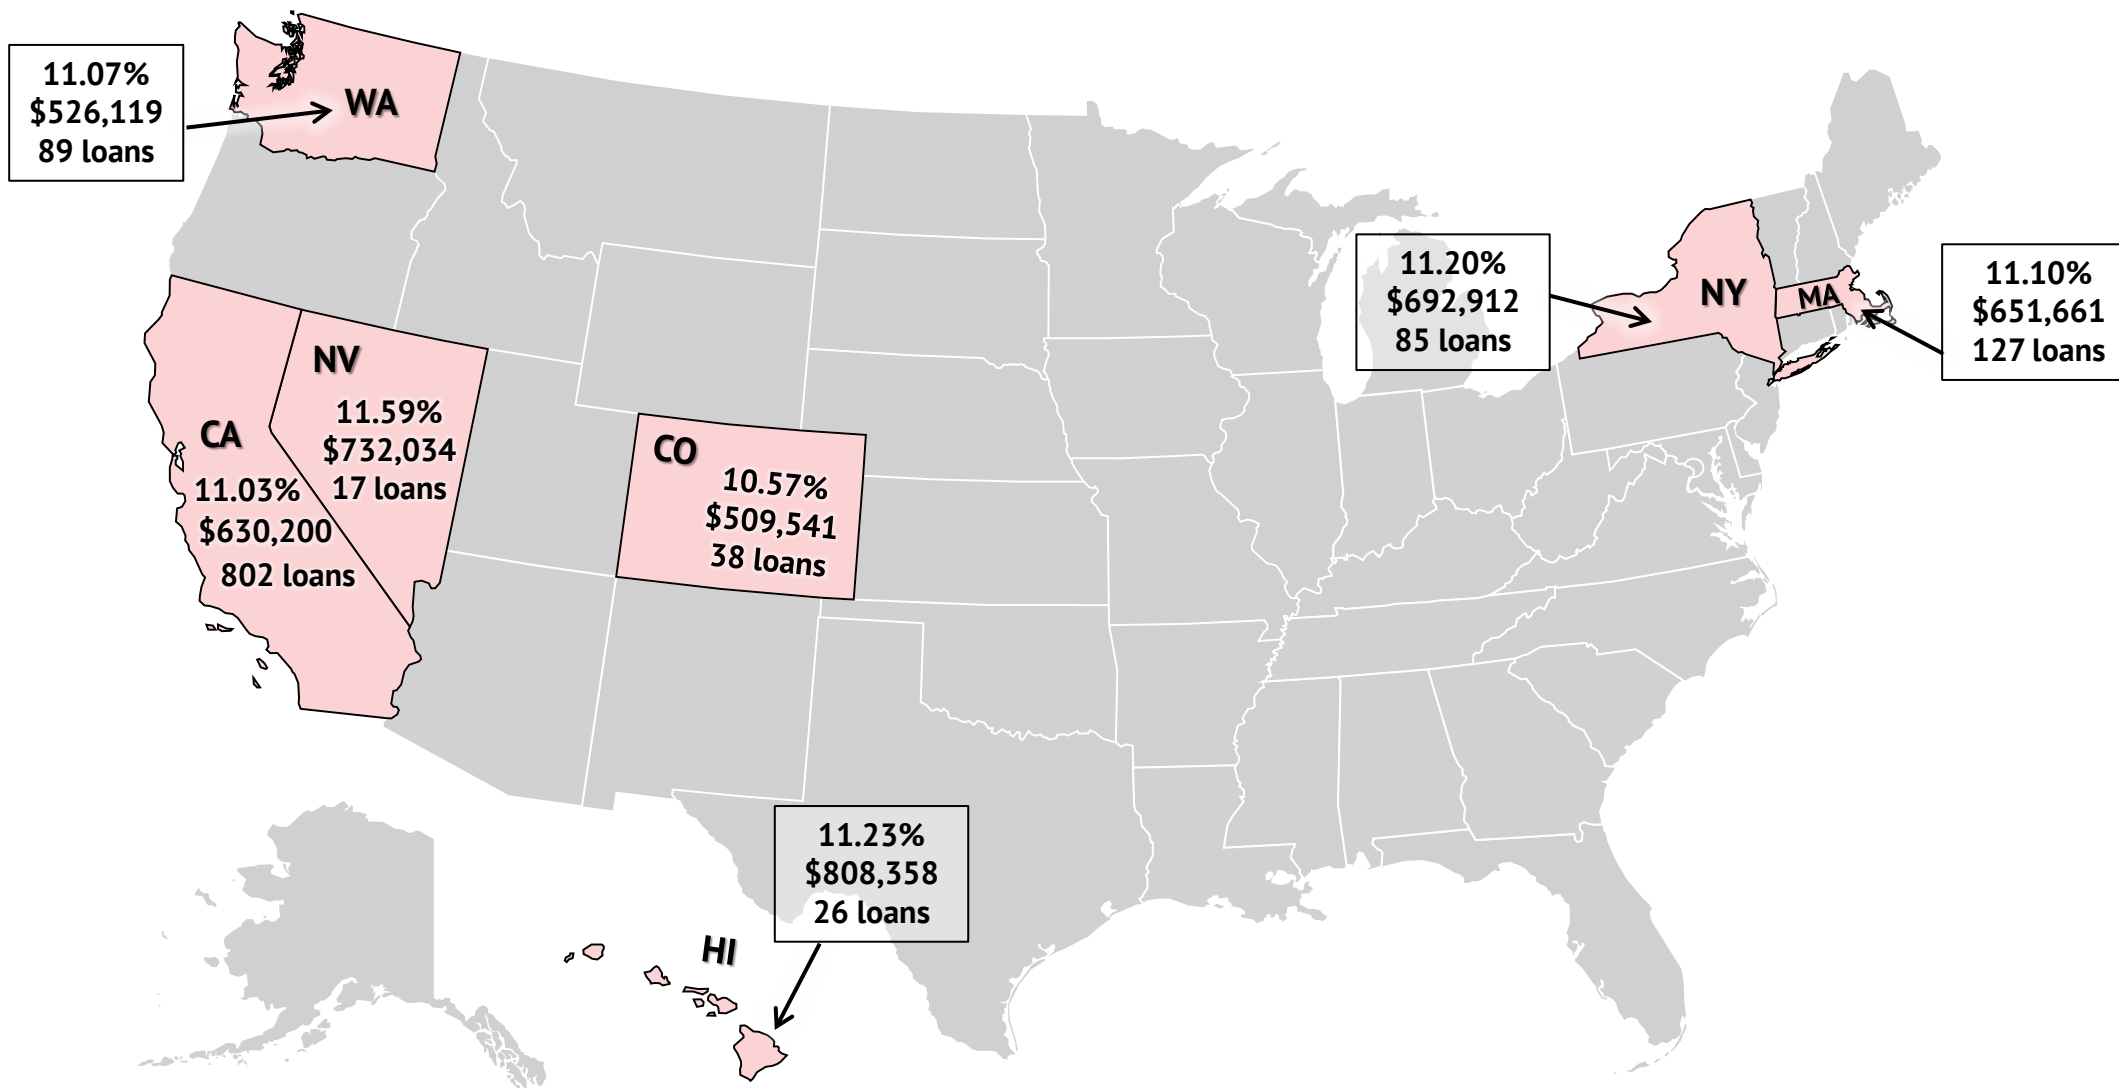 11.07%
$526,119
89 loans
WA
11.20%
$692,912
85 loans
NY
MA
11.10%
$651,661
127 loans
NV
11.59%
$732,034
17 loans
CA
11.03%
$630,200
802 loans
CO
10.57%
$509,541
38 loans
11.23%
$808,358
26 loans
HI